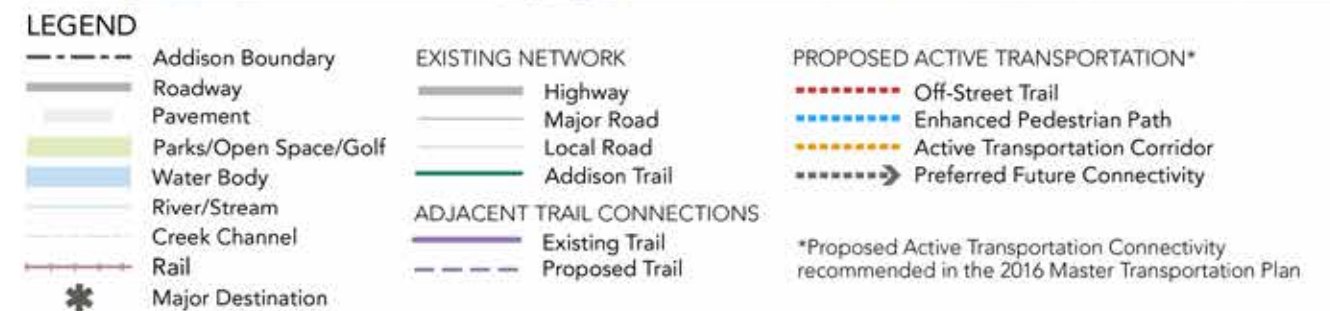 LEGEND
Addison Boundary
Roadway
Pavement
Parks/Open Space/Golf
Water Body
River/Stream
Creek Channel
Rail
Major Destination
EXISTING NETWORK
Highway
Major Road
Local Road
Addison Trail
ADJACENT TRAIL CONNECTIONS
Existing Trail
Proposed Trail
PROPOSED ACTIVE TRANSPORTATION*
Off-Street Trail
Enhanced Pedestrian Path
Active Transportation Corridor
Preferred Future Connectivity
*Proposed Active Transportation Connectivity
recommended in the 2016 Master Transportation Plan